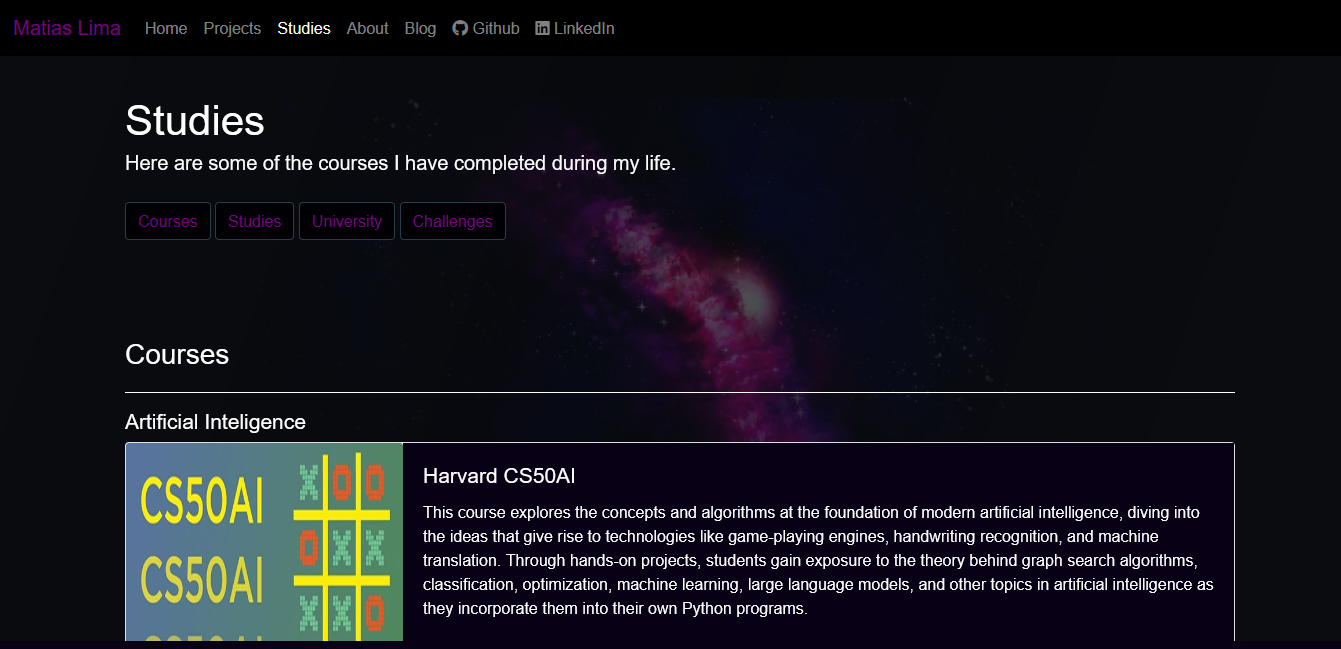 Matias Lima Home Projects Studies About Blog Github LinkedIn
Studies
Here are some of the courses I have completed during my life.
Courses Studies University Challenges
Courses
Artificial Inteligence
CS50AI
CS50AI
X O O
O X X
X X O
Harvard CS50AI
This course explores the concepts and algorithms at the foundation of modern artificial intelligence, diving into
the ideas that give rise to technologies like game-playing engines, handwriting recognition, and machine
translation. Through hands-on projects, students gain exposure to the theory behind graph search algorithms,
classification, optimization, machine learning, large language models, and other topics in artificial intelligence as
they incorporate them into their own Python programs.